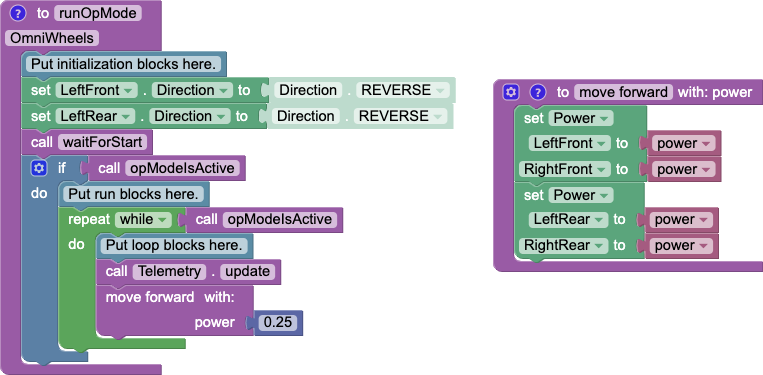 ? to runOpMode
OmniWheels
Put initialization blocks here.
set LeftFront . Direction to Direction . REVERSE
set LeftRear . Direction to Direction . REVERSE
call waitForStart
if call opModeIsActive
do Put run blocks here.
repeat while call opModeIsActive
do Put loop blocks here.
call Telemetry . update
move forward with:
power 0.25
? to move forward with: power
set Power
LeftFront to power
RightFront to power
set Power
LeftRear to power
RightRear to power